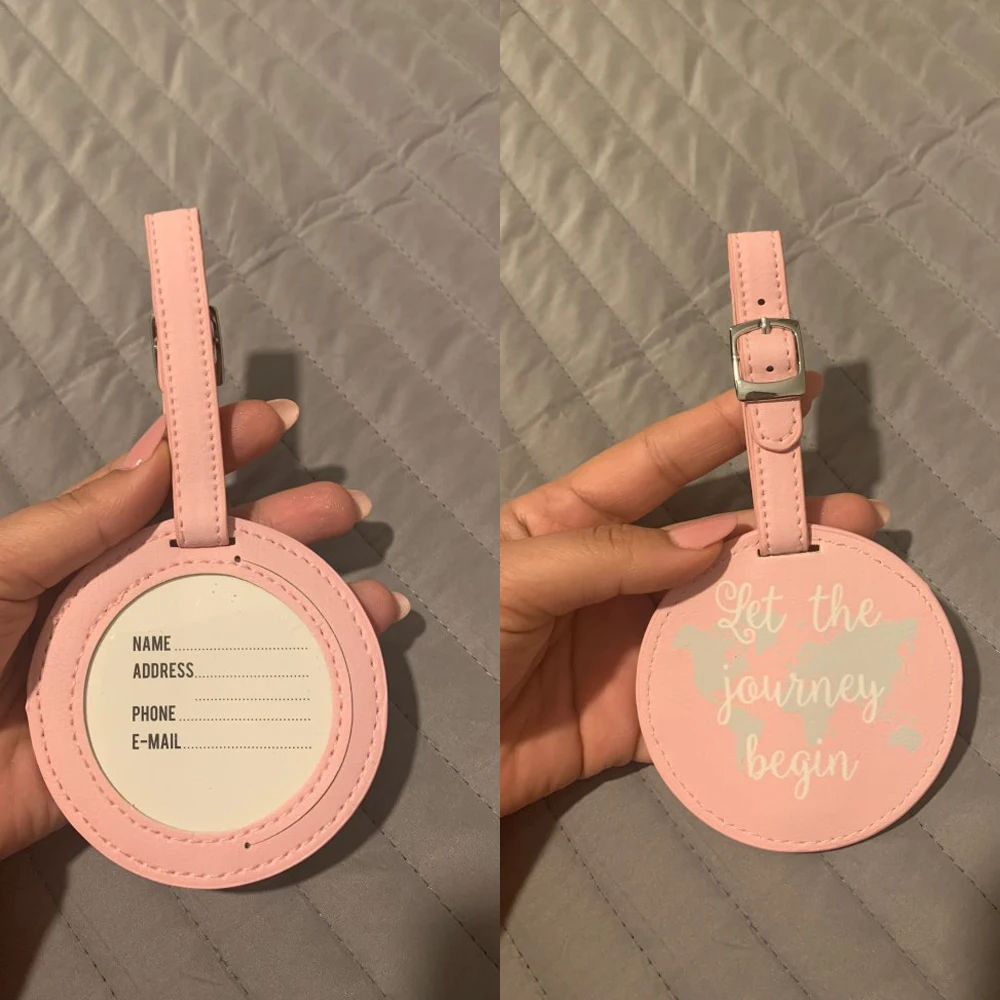 NAME
ADDRESS
PHONE
E-MAIL
Let the
journey
begin